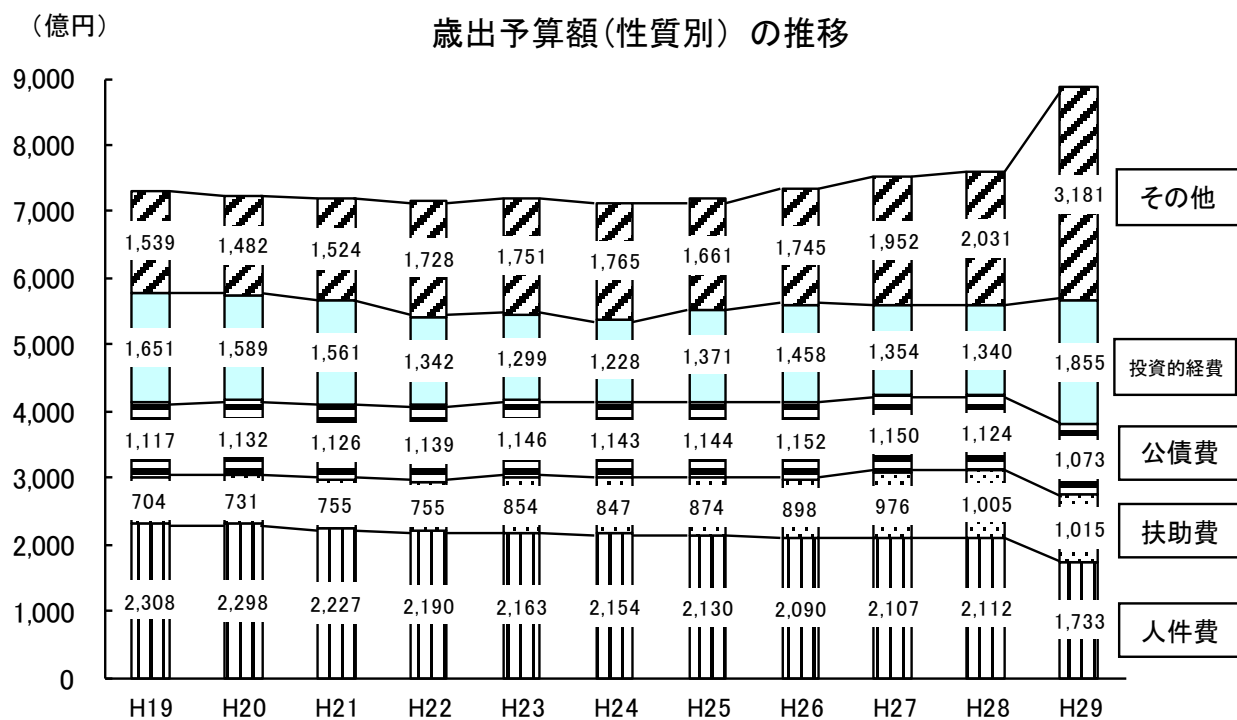 (億円)
歳出予算額(性質別) の推移
9,000
8,000
7,000
6,000
5,000
4,000
3,000
2,000
1,000
0
1,539 1,482 1,524 1,728 1,751 1,765 1,661 1,745 1,952 2,031 3,181
その他
1,651 1,589 1,561 1,342 1,299 1,228 1,371 1,458 1,354 1,340 1,855
投資的経費
1,117 1,132 1,126 1,139 1,146 1,143 1,144 1,152 1,150 1,124 1,073
公債費
704 731 755 755 854 847 874 898 976 1,005 1,015
扶助費
2,308 2,298 2,227 2,190 2,163 2,154 2,130 2,090 2,107 2,112 1,733
人件費
H19 H20 H21 H22 H23 H24 H25 H26 H27 H28 H29